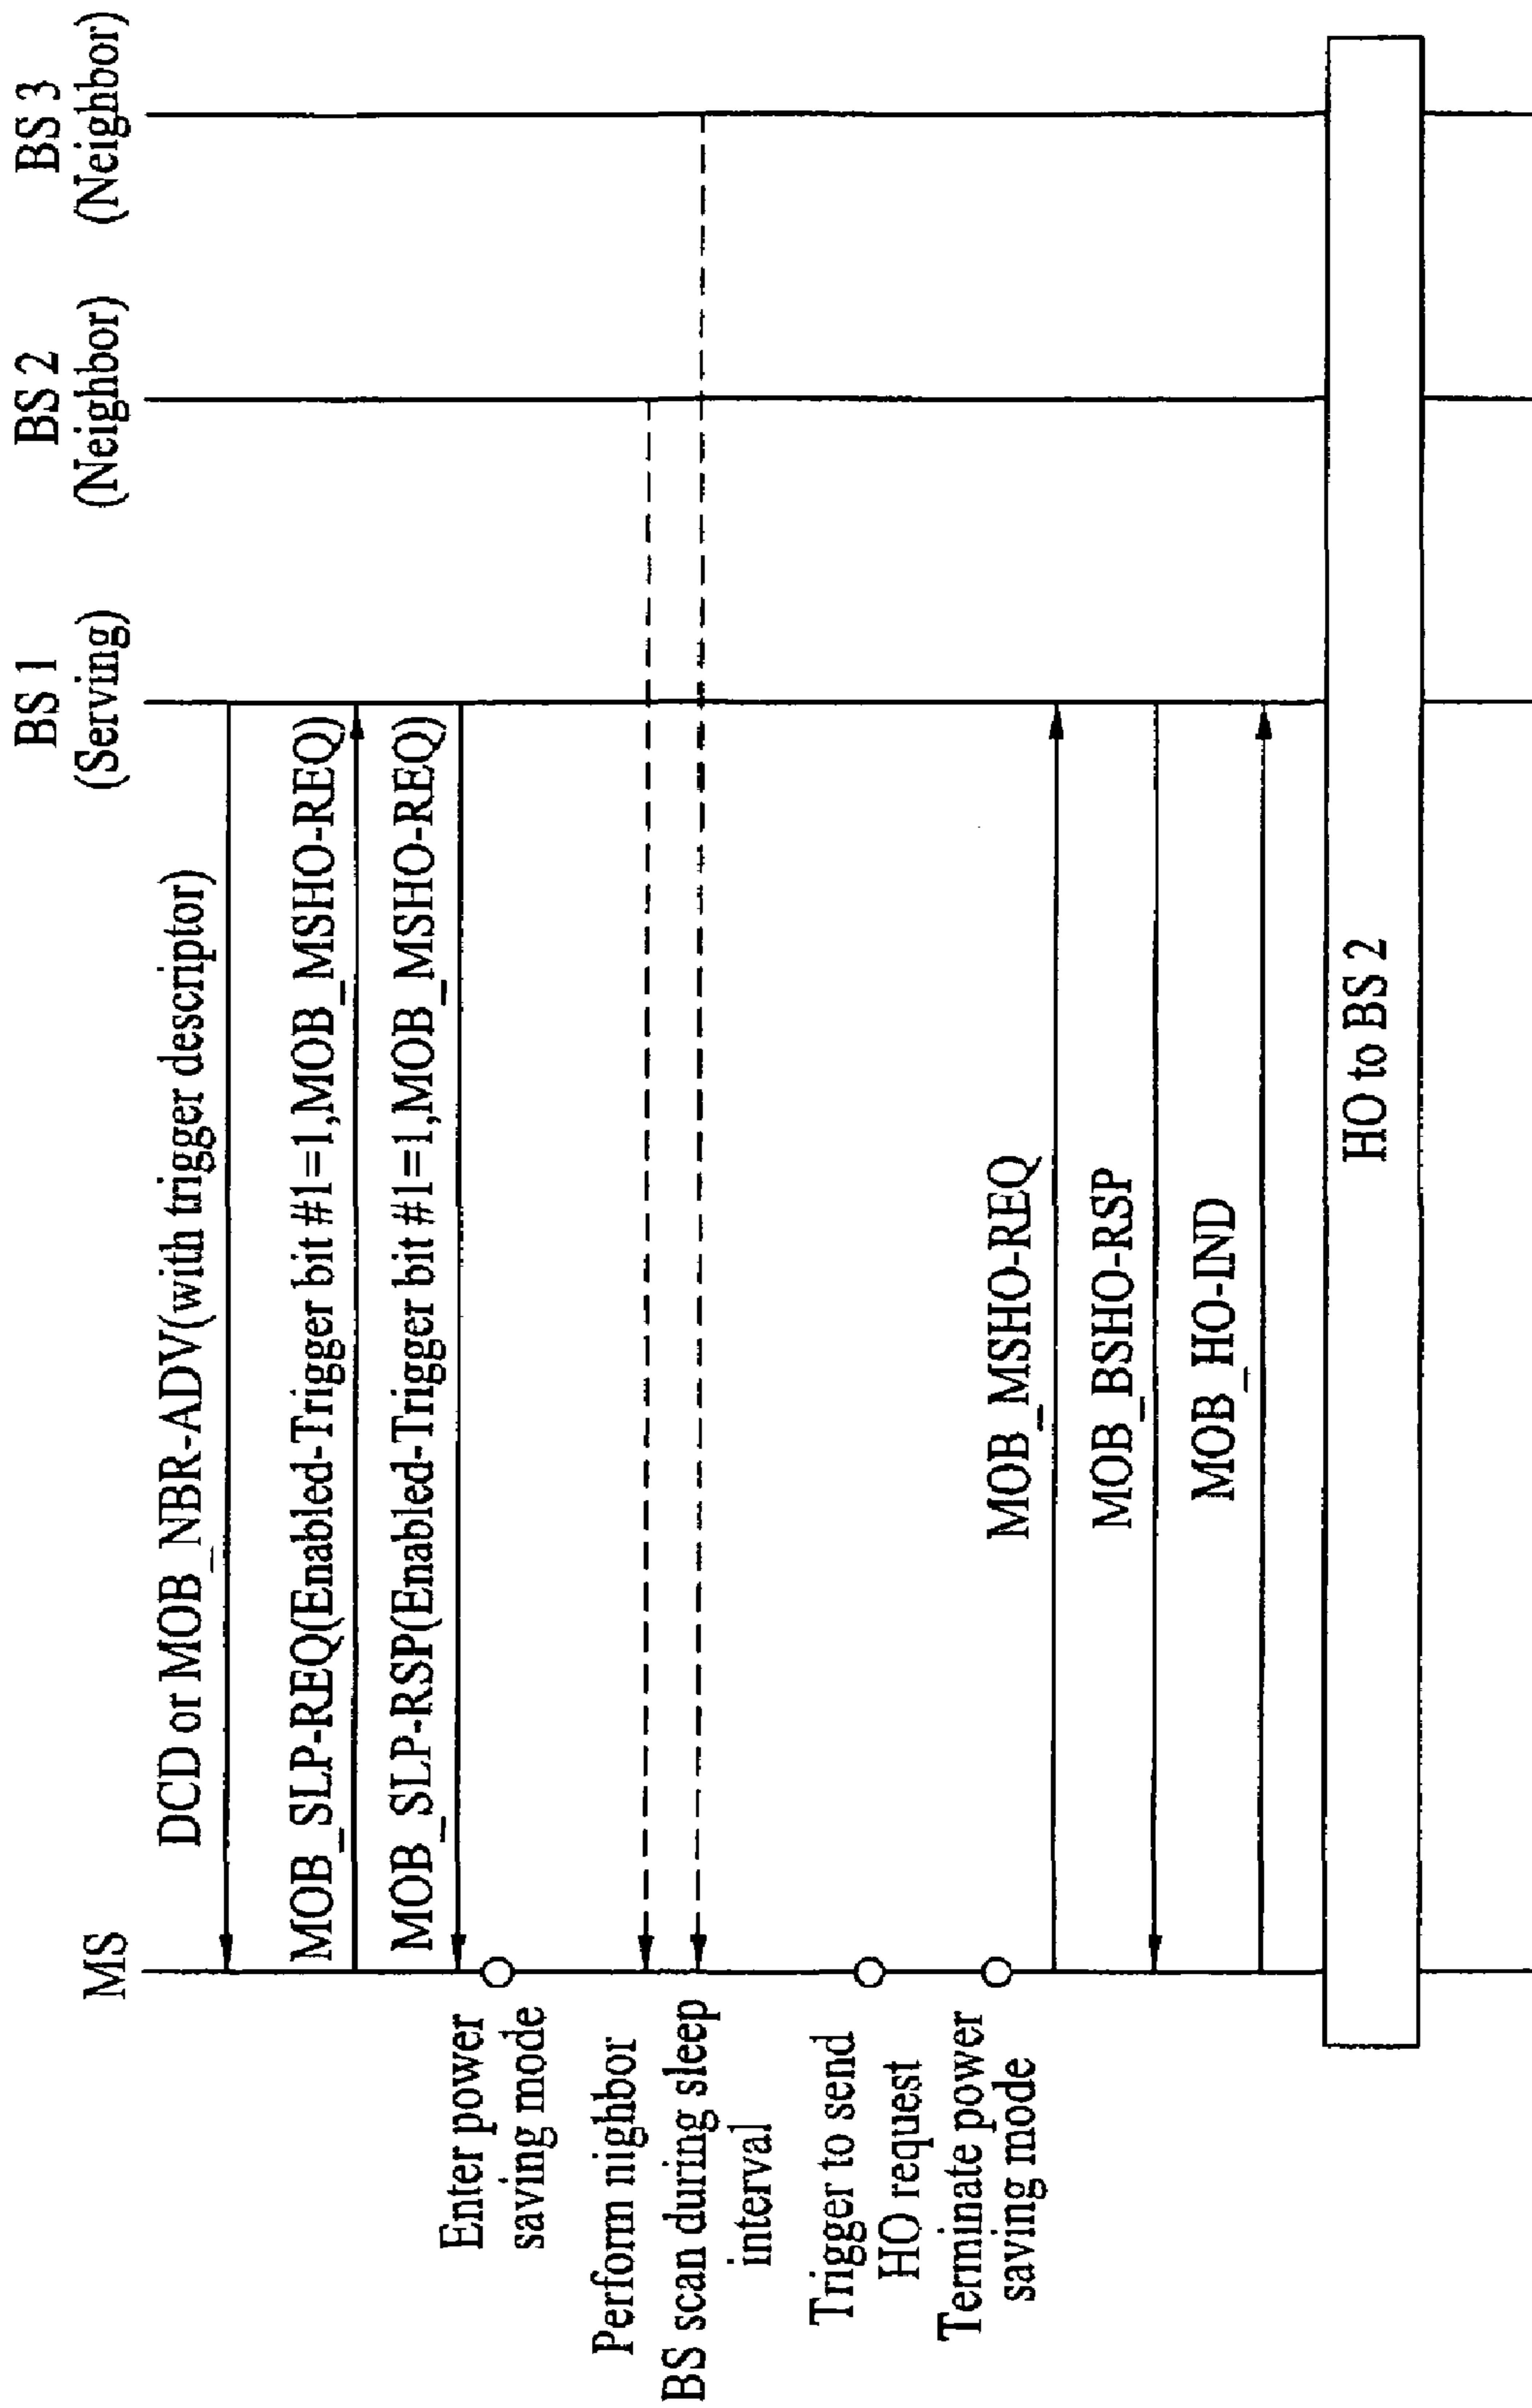 MS
BS 1
(Serving)
BS 2
(Neighbor)
BS 3
(Neighbor)
DCD or MOB_NBR-ADV(with trigger descriptor)
MOB_SLP-REQ(Enabled-Trigger bit #1=1,MOB_MSHO-REQ)
MOB_SLP-RSP(Enabled-Trigger bit #1=1,MOB_MSHO-REQ)
Enter power
saving mode
Perform nighbor
BS scan during sleep
interval
Trigger to send
HO request
Terminate power
saving mode
MOB_MSHO-REQ
MOB_BSHO-RSP
MOB_HO-IND
HO to BS 2